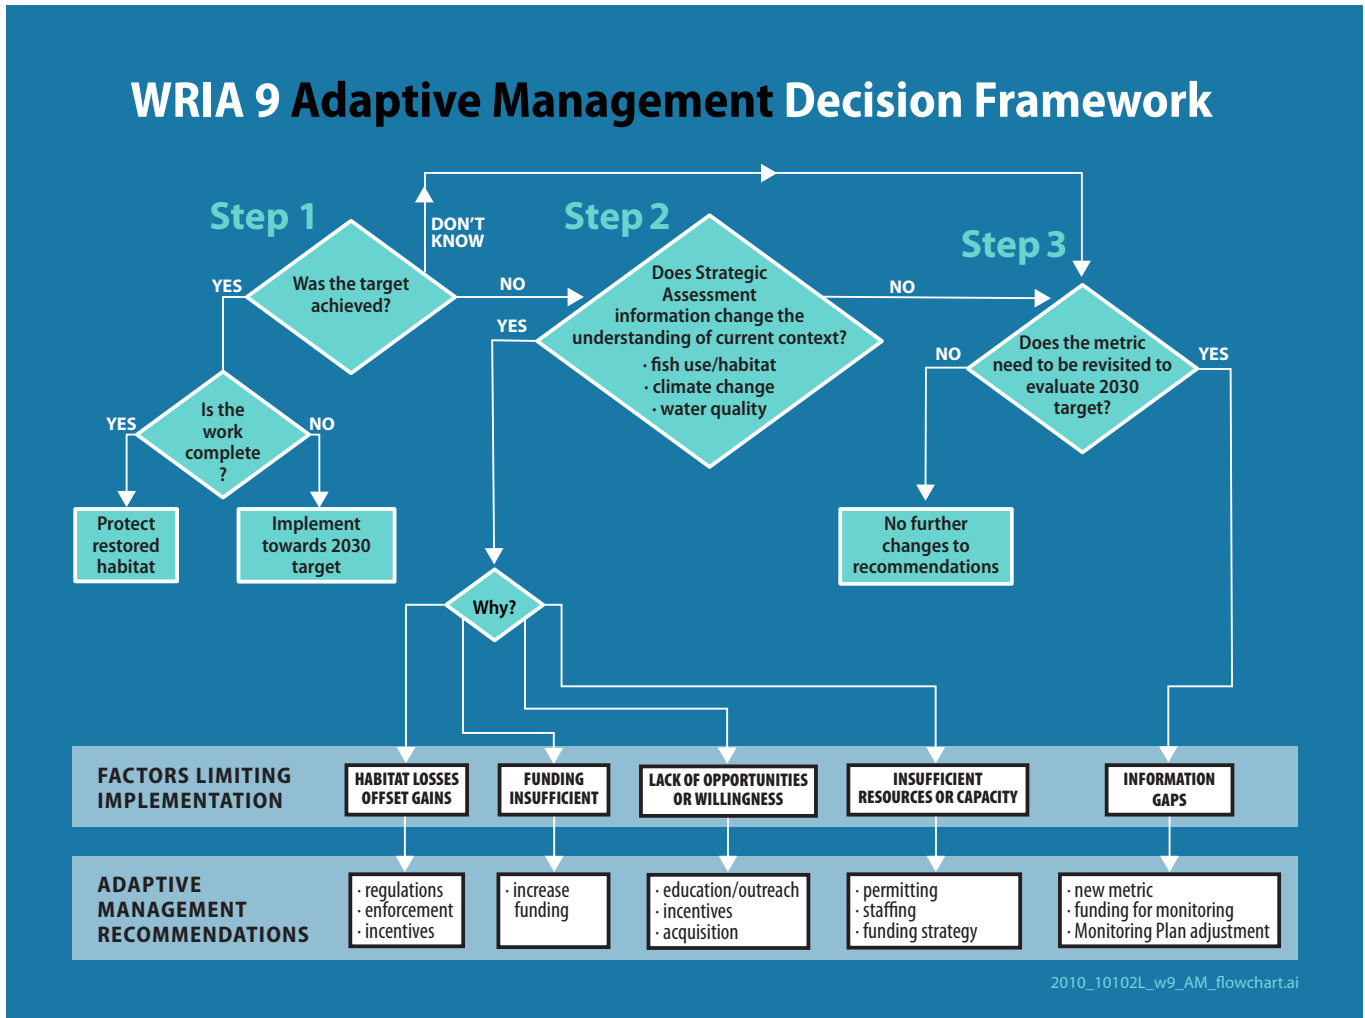 WRIA 9 Adaptive Management Decision Framework
Step 1
DON'T
KNOW
Was the target
achieved?
YES
NO
Is the
work
complete
?
YES
NO
Protect
restored
habitat
Implement
towards 2030
target
Step 2
Does Strategic
Assessment
information change the
understanding of current context?
· fish use/habitat
· climate change
· water quality
YES
NO
Step 3
Does the metric
need to be revisited to
evaluate 2030
target?
NO
YES
No further
changes to
recommendations
Why?
FACTORS LIMITING
IMPLEMENTATION
HABITAT LOSSES
OFFSET GAINS
FUNDING
INSUFFICIENT
LACK OF OPPORTUNITIES
OR WILLINGNESS
INSUFFICIENT
RESOURCES OR CAPACITY
INFORMATION
GAPS
ADAPTIVE
MANAGEMENT
RECOMMENDATIONS
· regulations
· enforcement
· incentives
· increase
funding
· education/outreach
· incentives
· acquisition
· permitting
· staffing
· funding strategy
· new metric
· funding for monitoring
· Monitoring Plan adjustment
2010_10102L_w9_AM_flowchart.ai